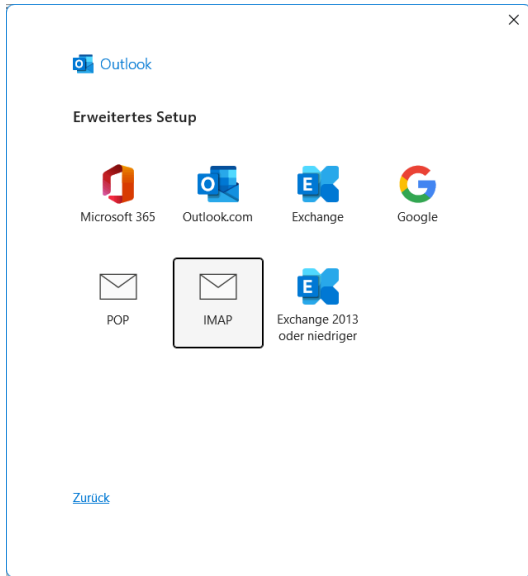 Outlook
Erweitertes Setup
Microsoft 365
Outlook.com
Exchange
Google
POP
IMAP
Exchange 2013
oder niedriger
Zurück